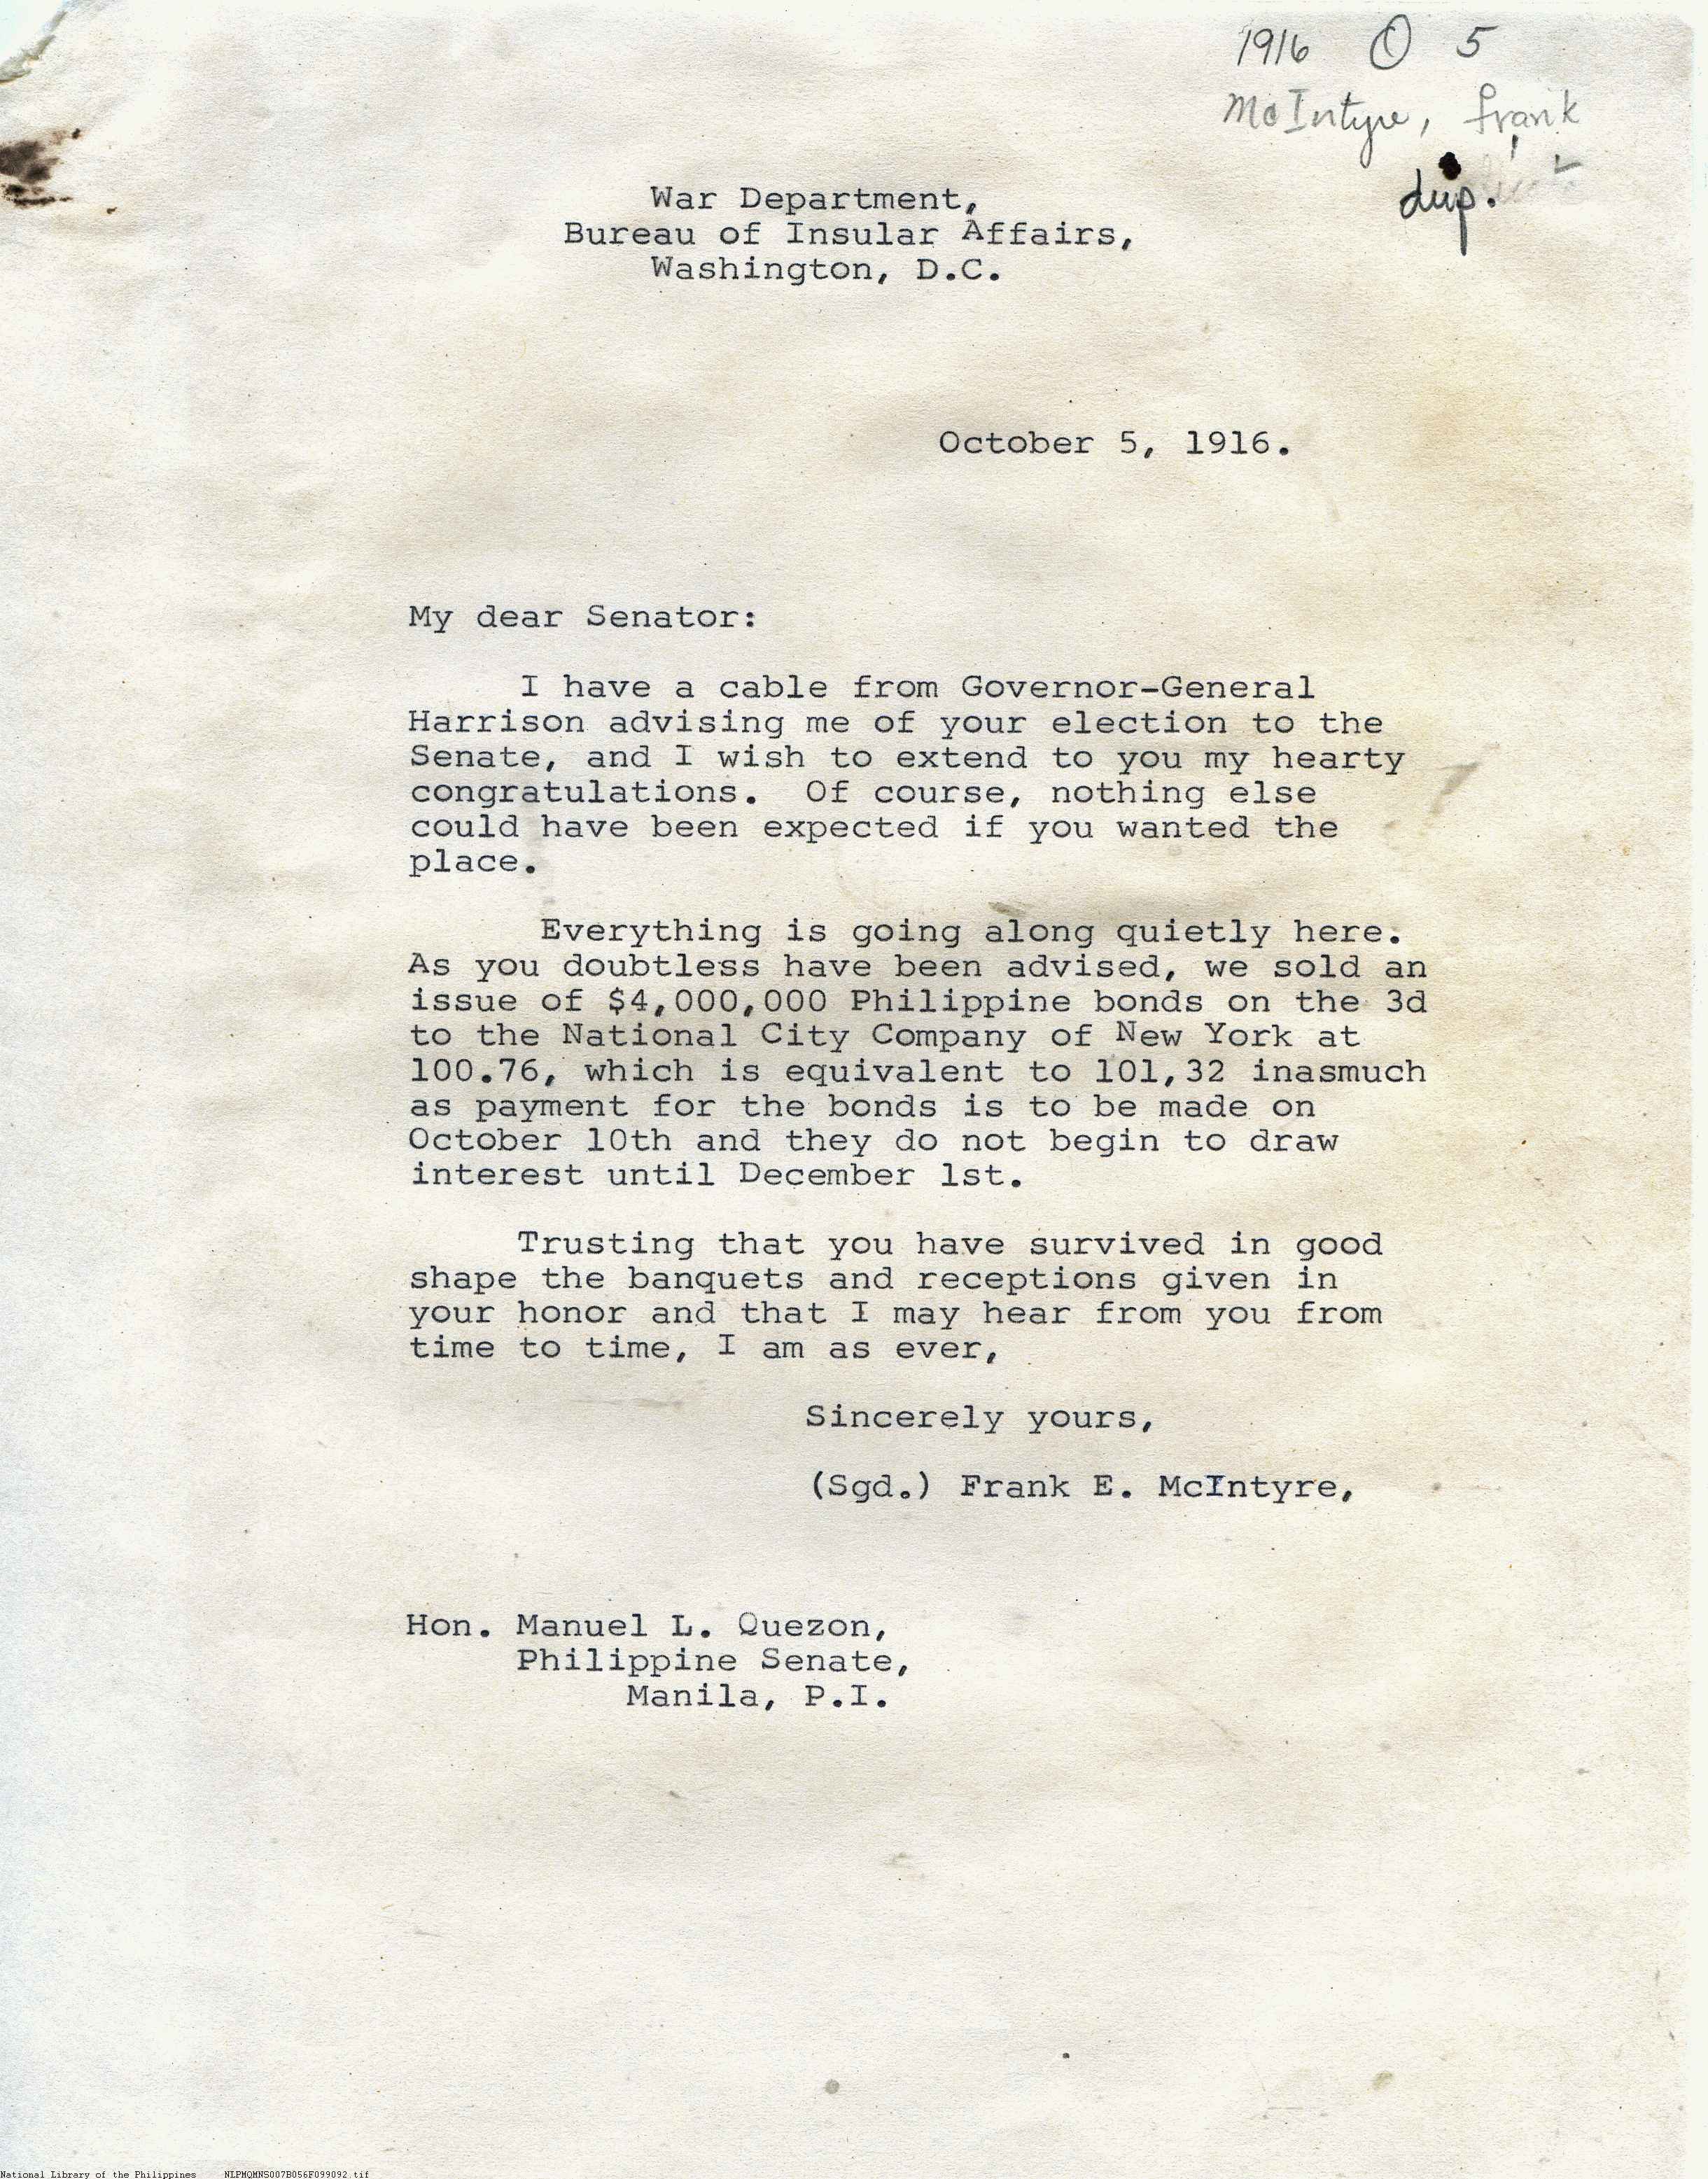 1916 O 5
McIntyre, Frank
dup.
War Department,
Bureau of Insular Affairs,
Washington, D.C.
October 5, 1916.
My dear Senator:
I have a cable from Governor-General
Harrison advising me of your election to the
Senate, and I wish to extend to you my hearty
congratulations. Of course, nothing else
could have been expected if you wanted the
place.
Everything is going along quietly here.
As you doubtless have been advised, we sold an
issue of $4,000,000 Philippine bonds on the 3d
to the National City Company of New York at
100.76, which is equivalent to 101,32 inasmuch
as payment for the bonds is to be made on
October 10th and they do not begin to draw
interest until December 1st.
Trusting that you have survived in good
shape the banquets and receptions given in
your honor and that I may hear from you from
time to time, I am as ever,
Sincerely yours,
(Sgd.) Frank E. McIntyre,
Hon. Manuel L. Quezon,
Philippine Senate,
Manila, P.I.
National Library of the Philippines NLPMQMNS007B056F099092.tif